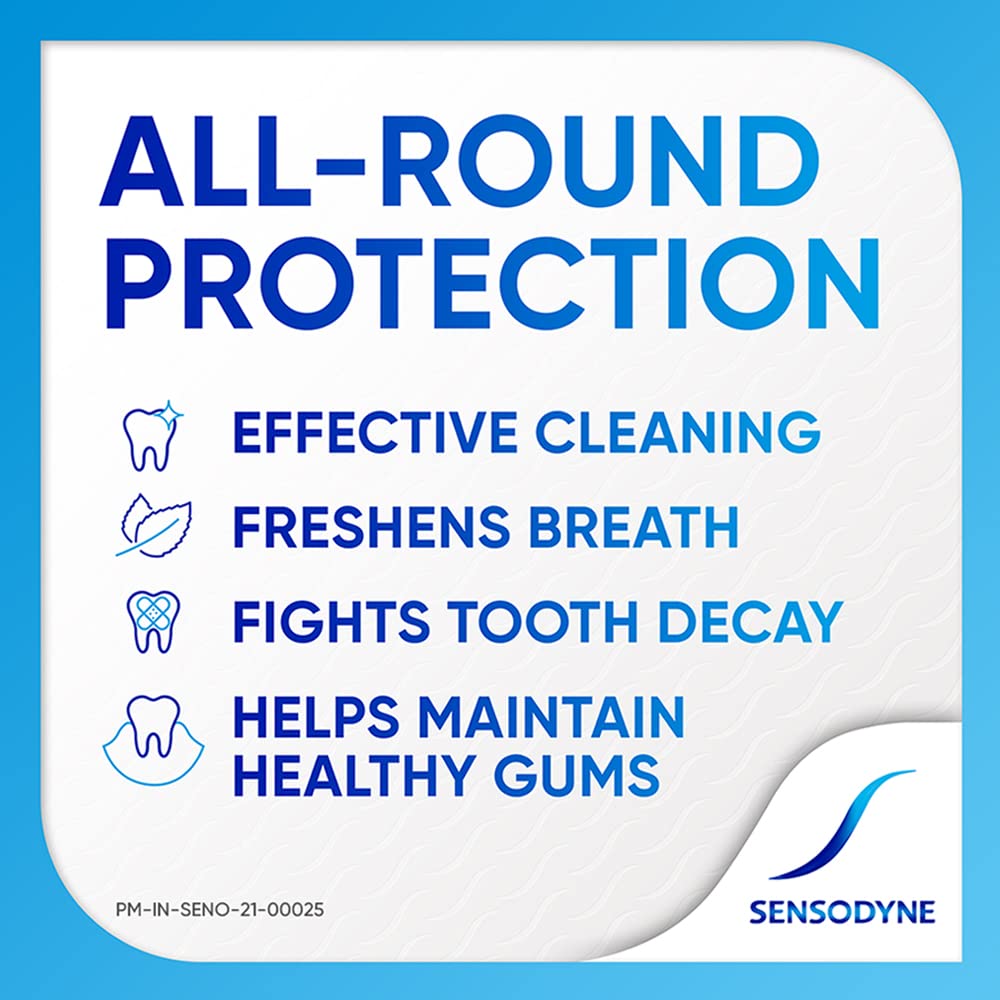 ALL-ROUND
PROTECTION
EFFECTIVE CLEANING
FRESHENS BREATH
FIGHTS TOOTH DECAY
HELPS MAINTAIN
HEALTHY GUMS
PM-IN-SENO-21-00025
SENSODYNE